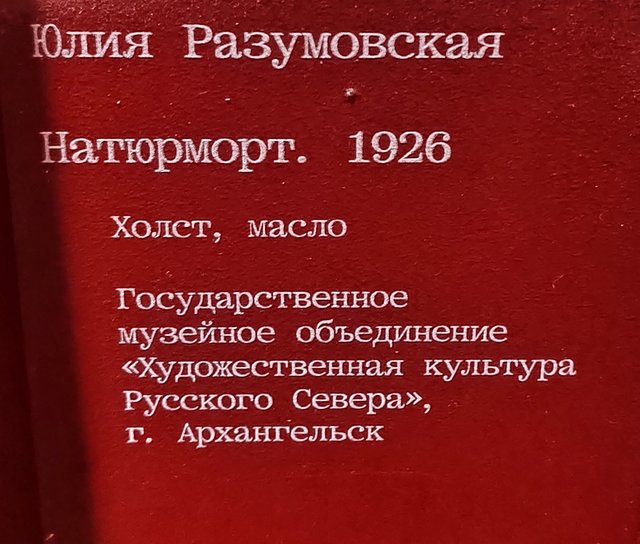 Юлия Разумовская
Натюрморт. 1926
Холст, масло
Государственное
музейное объединение
«Художественная культура
Русского Севера»,
г. Архангельск